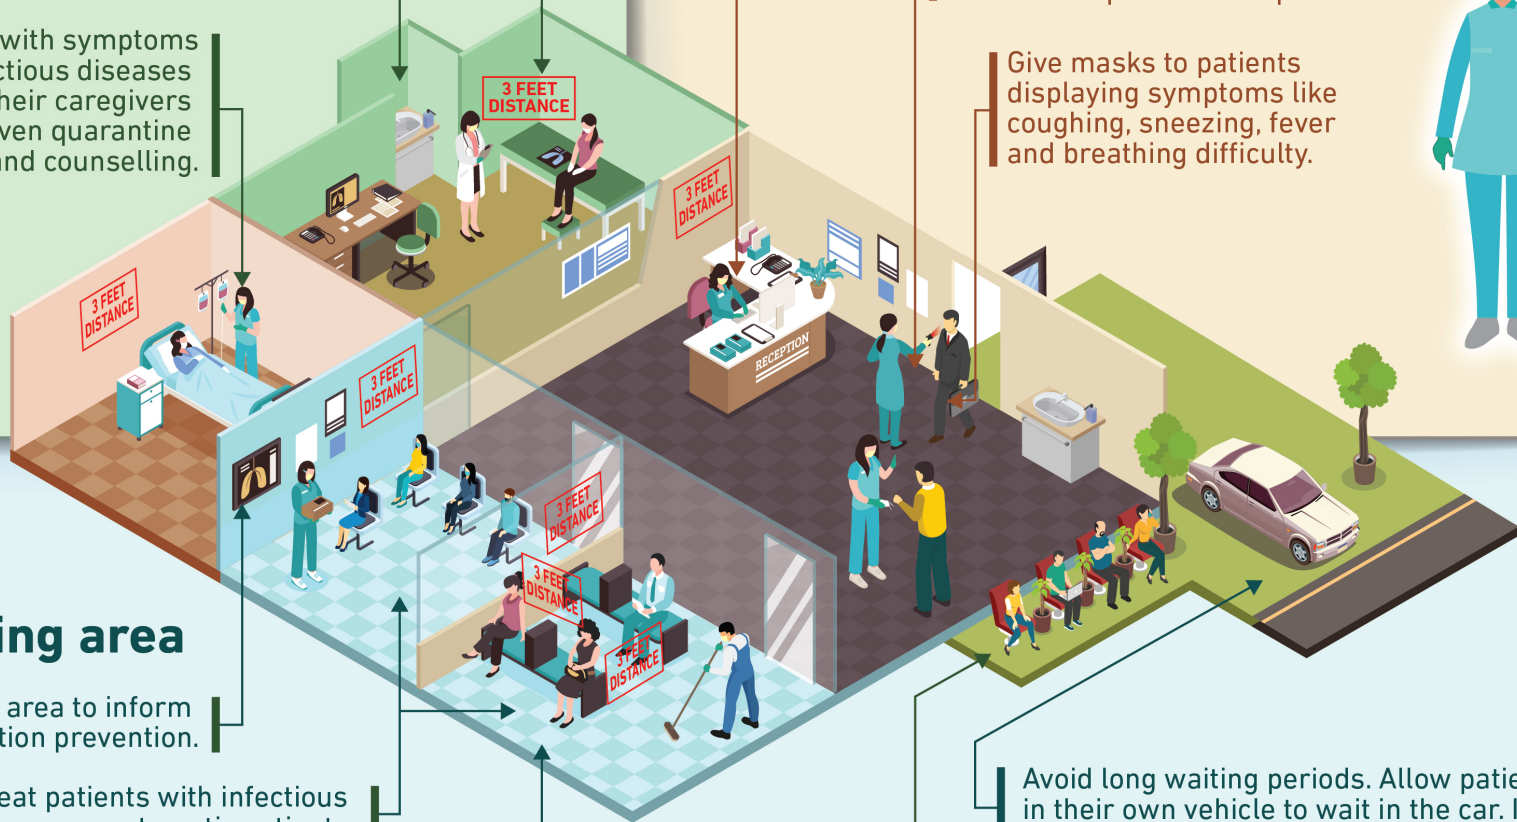 with symptoms
ctious diseases
heir caregivers
ven quarantine
and counselling.
3 FEET
DISTANCE
Give masks to patients
displaying symptoms like
coughing, sneezing, fever
and breathing difficulty.
3 FEET
DISTANCE
3 FEET
DISTANCE
3 FEET
DISTANCE
RECEPTION
3 FEET
DISTANCE
3 FEET
DISTANCE
3 FEET
DISTANCE
ing area
area to inform
tion prevention.
eat patients with infectious
Avoid long waiting periods. Allow patie
in their own vehicle to wait in the car. I